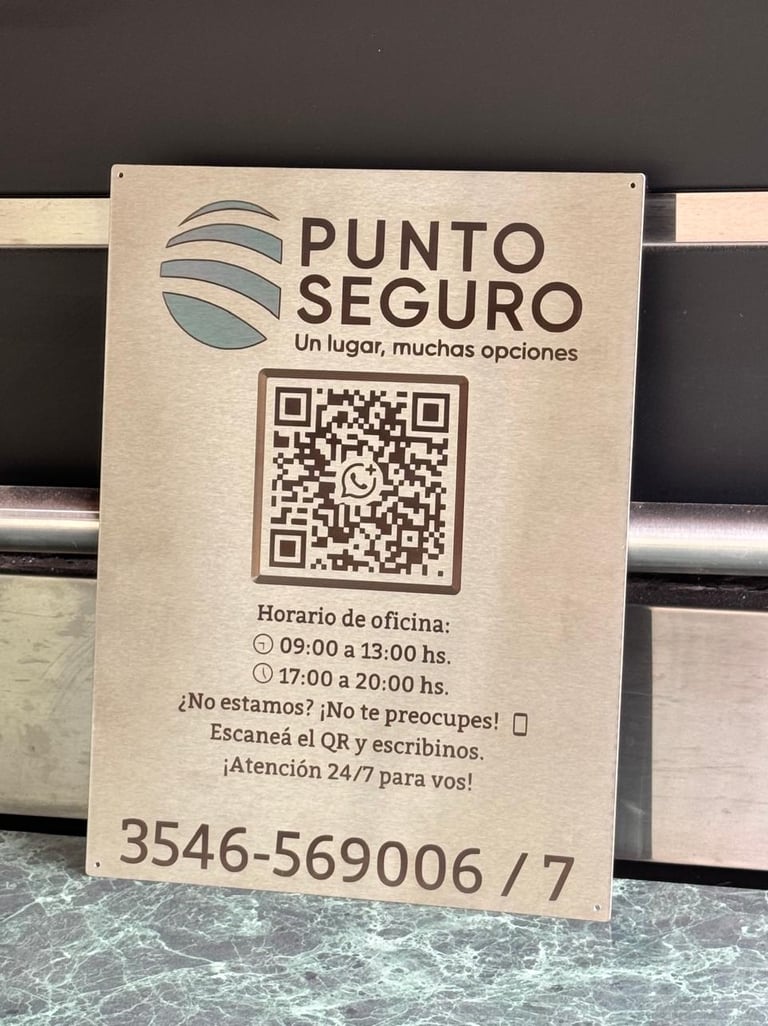 PUNTO
SEGURO
Un lugar, muchas opciones
Horario de oficina:
09:00 a 13:00 hs.
17:00 a 20:00 hs.
¿No estamos? ¡No te preocupes!
Escaneá el QR y escribinos.
¡Atención 24/7 para vos!
3546-569006 / 7